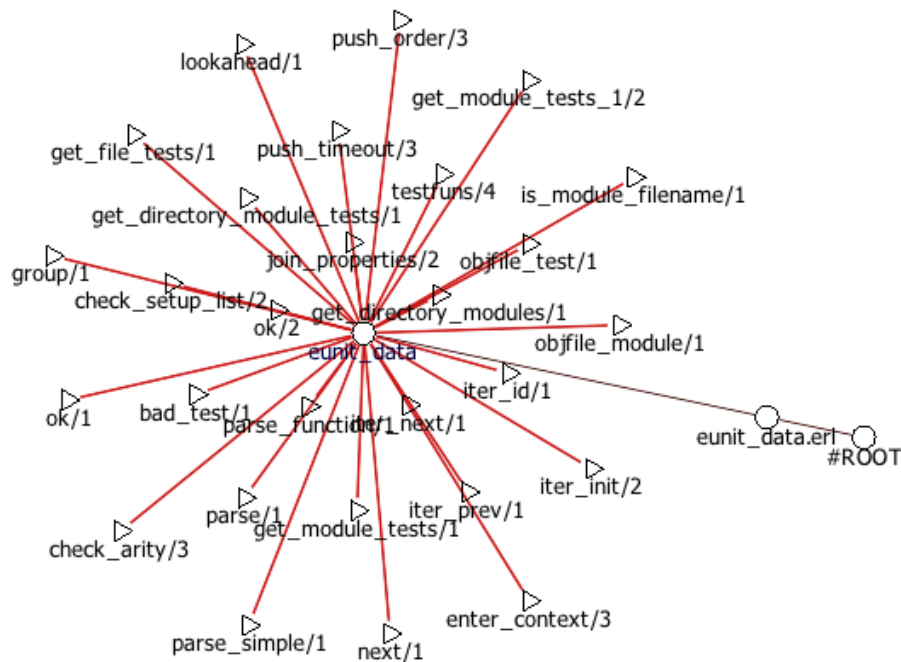 push_order/3
lookahead/1
get_module_tests_1/2
get_file_tests/1
push_timeout/3
testfuns/4
is_module_filename/1
get_directory_module_tests/1
join_properties/2
objfile_test/1
group/1
check_setup_list/2
get_directory_modules/1
ok/2
objfile_module/1
eunit_data
iter_id/1
ok/1
bad_test/1
parse_function/1
iter_next/1
eunit_data.erl
#ROOT
iter_init/2
parse/1
iter_prev/1
get_module_tests/1
check_arity/3
enter_context/3
parse_simple/1
next/1